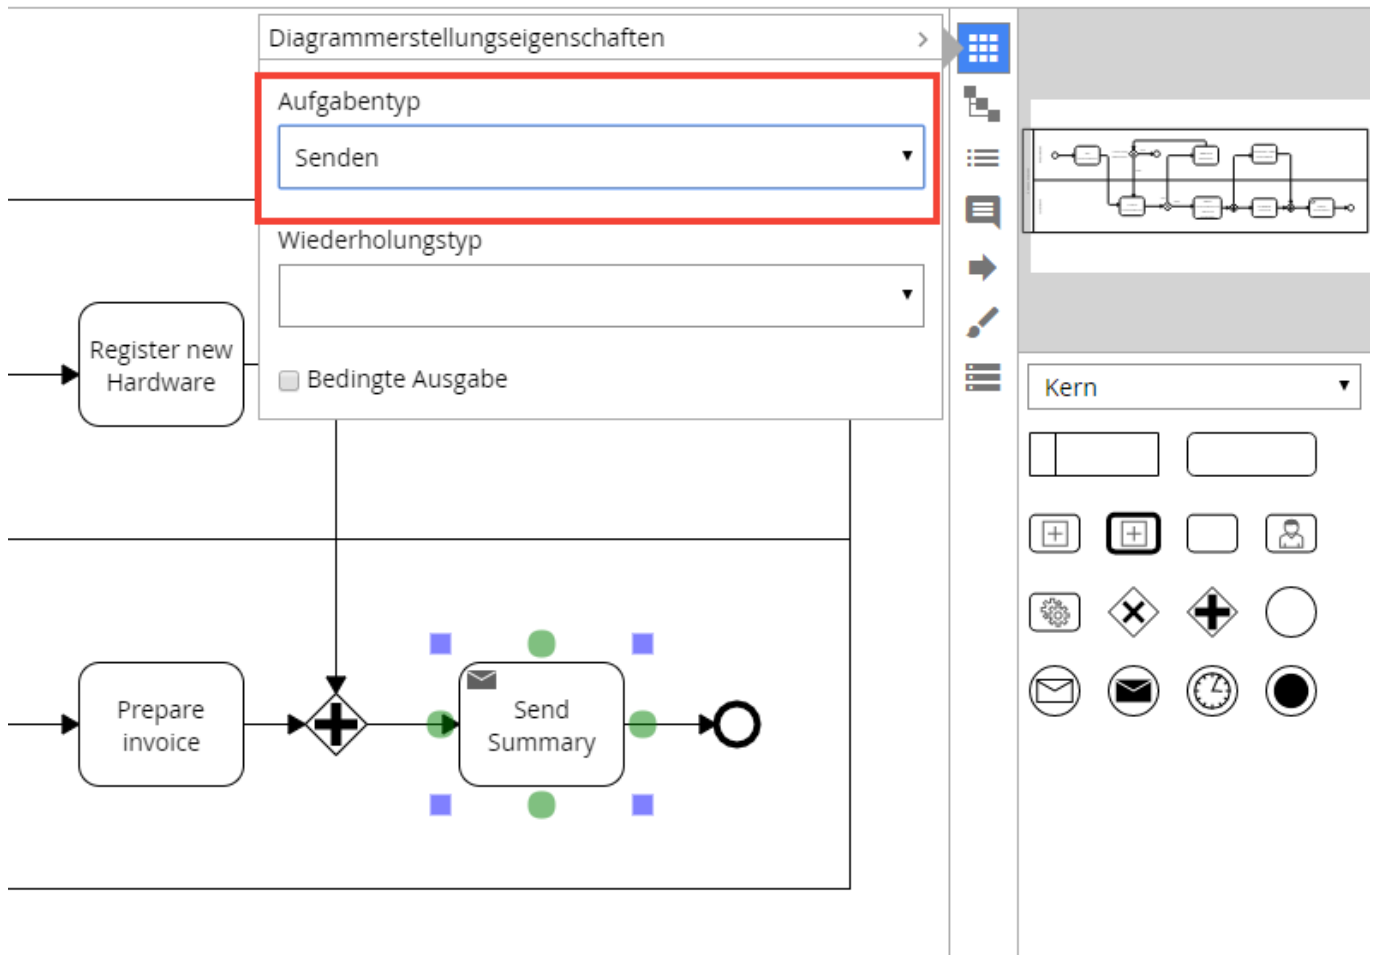 Diagrammerstellungseigenschaften
Aufgabentyp
Senden
Wiederholungstyp
Bedingte Ausgabe
Register new
Hardware
Prepare
invoice
Send
Summary
Kern